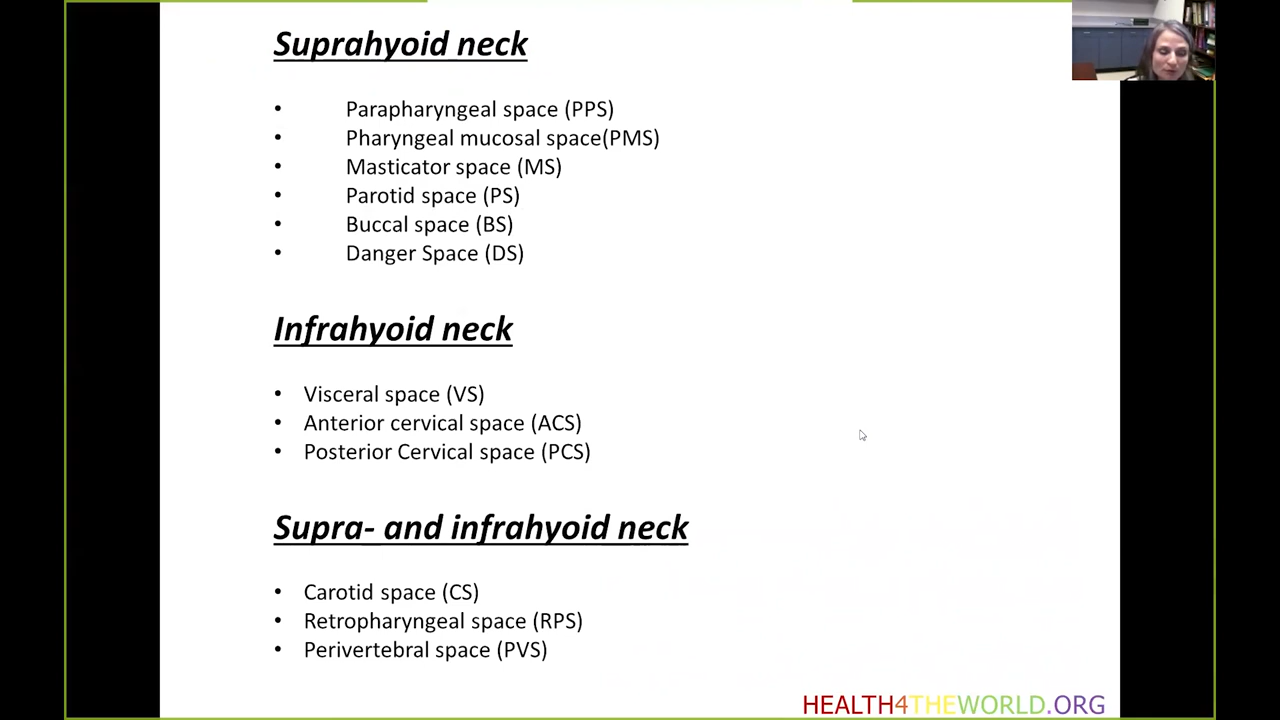 Suprahyoid neck
• Parapharyngeal space (PPS)
• Pharyngeal mucosal space(PMS)
• Masticator space (MS)
• Parotid space (PS)
• Buccal space (BS)
• Danger Space (DS)
Infrahyoid neck
• Visceral space (VS)
• Anterior cervical space (ACS)
• Posterior Cervical space (PCS)
Supra- and infrahyoid neck
• Carotid space (CS)
• Retropharyngeal space (RPS)
• Perivertebral space (PVS)
HEALTH4THEWORLD.ORG